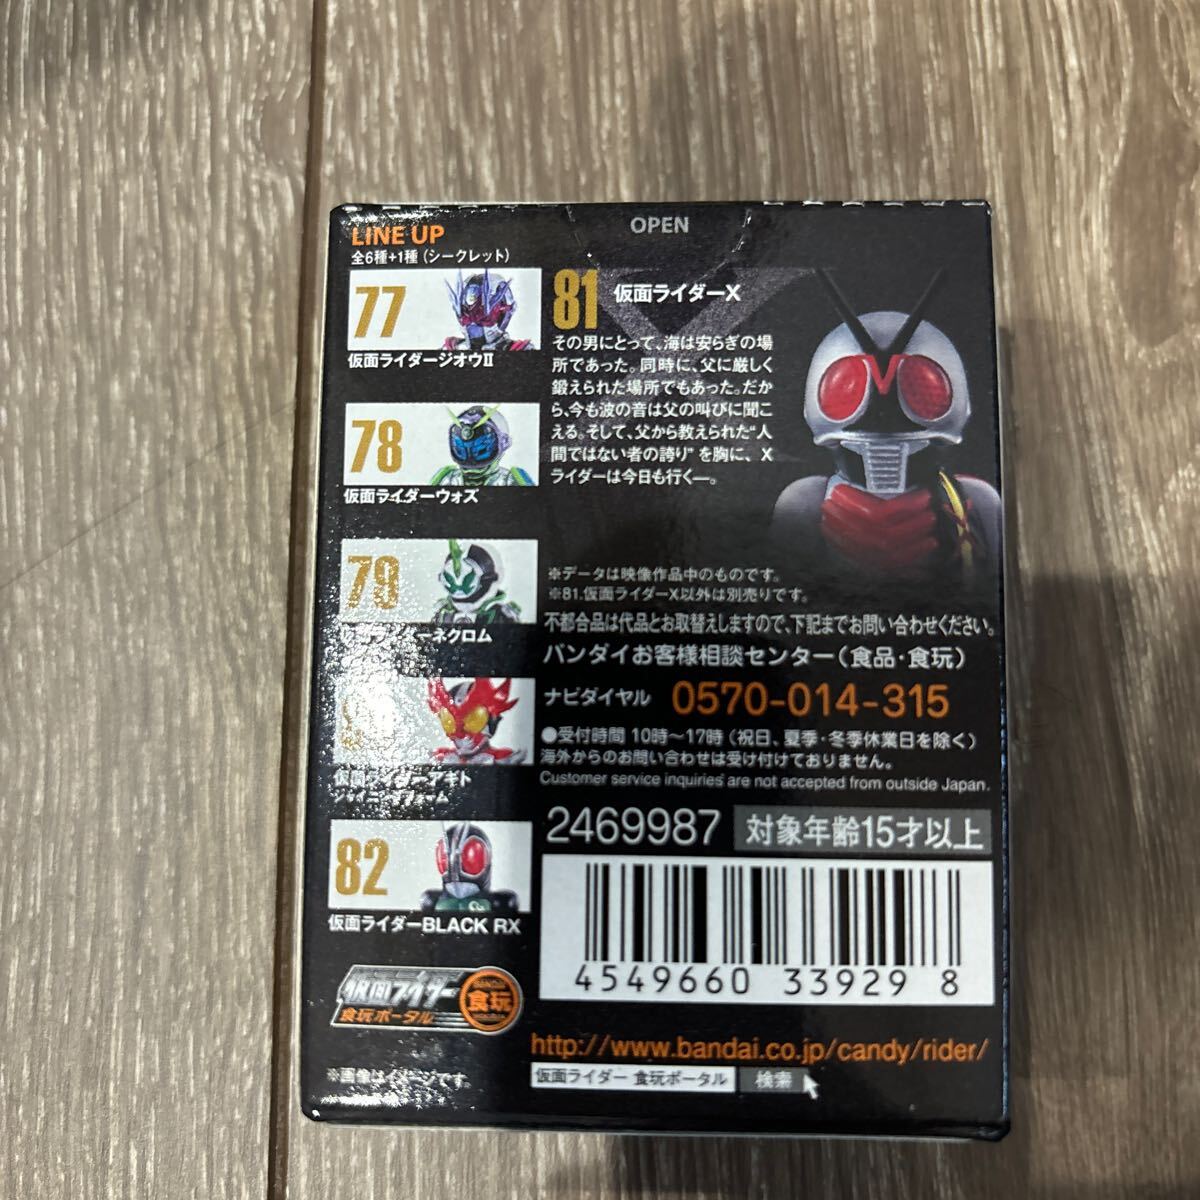 OPEN
LINE UP
全6種+1種(シークレット)
77
仮面ライダージオウII
78
仮面ライダーウォズ
79
ーネクロム
仮面ライダーアギト
82
仮面ライダーBLACK RX
81
仮面ライダーX
その男にとって、海は安らぎの場
所であった。同時に、父に厳しく
鍛えられた場所でもあった。だか
ら、今も波の音は父の叫びに聞こ
える。そして、父から教えられた“人
間ではない者の誇り”を胸に、X
ライダーは今日も行く―。
※データは映像作品中のものです。
※81.仮面ライダーX以外は別売りです。
不都合品は代品とお取替えしますので、下記までお問い合わせください。
バンダイお客様相談センター(食品・食玩)
ナビダイヤル 0570-014-315
●受付時間 10時~17時(祝日、夏季・冬季休業日を除く)
海外からのお問い合わせは受け付けておりません。
Customer service inquiries are not accepted from outside Japan.
2469987 対象年齢15才以上
4549660 33929 8
仮面ライダー
食玩ポータル
BANDAI
食玩
※画像はイメージです。
http://www.bandai.co.jp/candy/rider/
仮面ライダー 食玩ポータル 検索